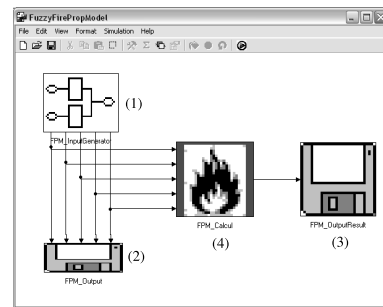 FuzzyFirePropModel
File Edit View Format Simulation Help
(1)
FPM_InputGenerator
(2)
FPM_Output
FPM_Calcul
(4)
FPM_OutputResult
(3)